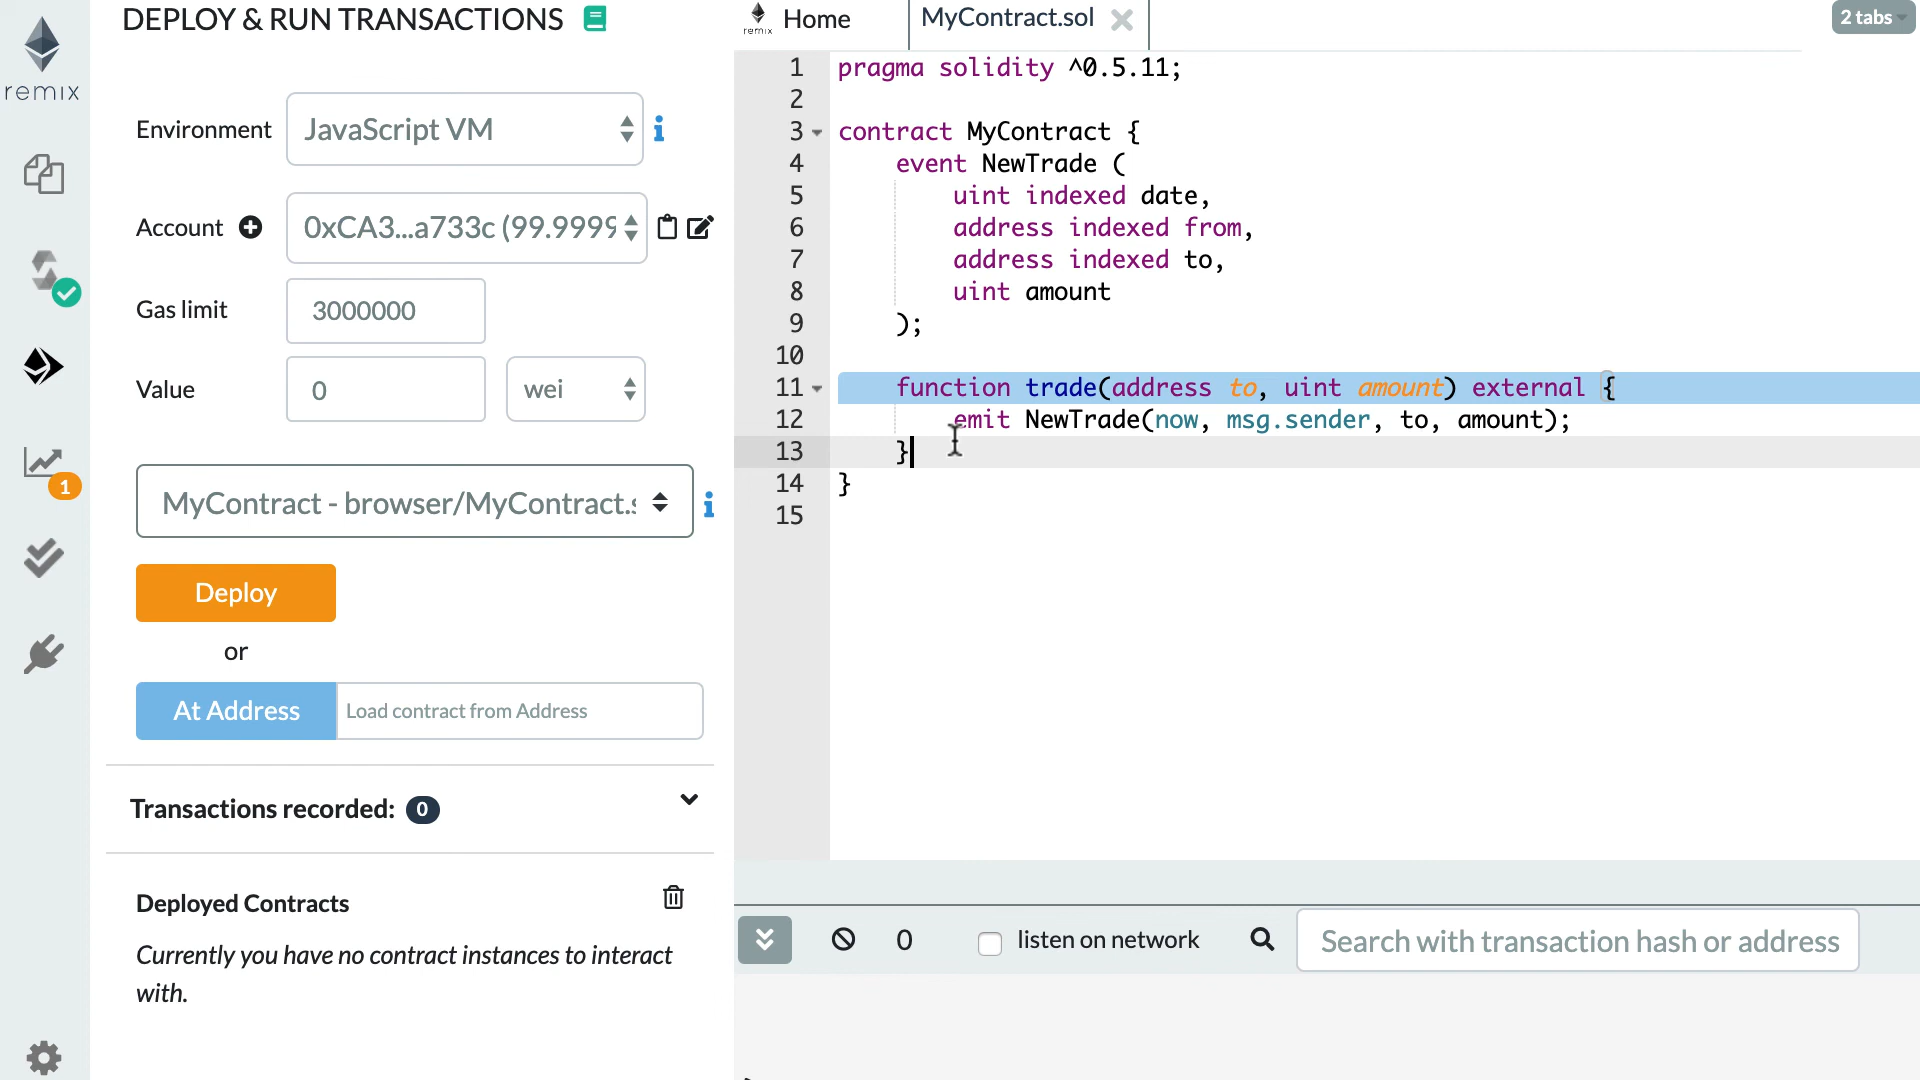 DEPLOY & RUN TRANSACTIONS
remix
Environment
JavaScript VM
Account
0xCA3...a733c (99.9999
Gas limit
3000000
Value
0
wei
1
MyContract - browser/MyContract.s
Deploy
or
At Address
Load contract from Address
Transactions recorded: 0
Deployed Contracts
Currently you have no contract instances to interact
with.
remix
Home
MyContract.sol
2 tabs
1 pragma solidity ^0.5.11;
2
3 contract MyContract {
4 event NewTrade (
5 uint indexed date,
6 address indexed from,
7 address indexed to,
8 uint amount
9 );
10
11 function trade(address to, uint amount) external {
12 emit NewTrade(now, msg.sender, to, amount);
13 }
14 }
15
0
listen on network
Search with transaction hash or address